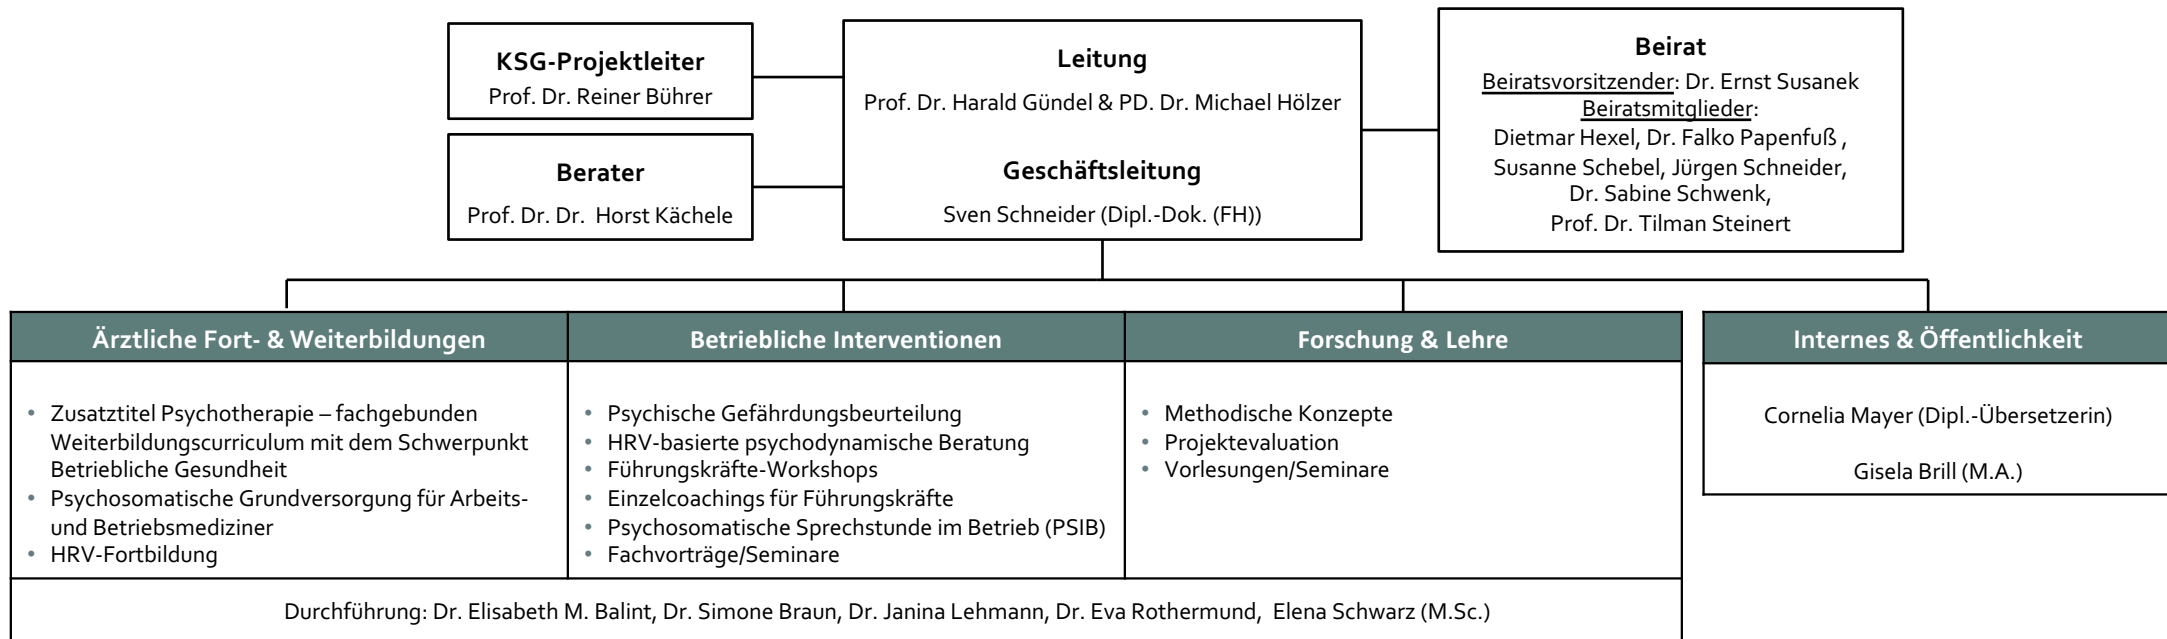 KSG-Projektleiter
Prof. Dr. Reiner Bührer
Berater
Prof. Dr. Dr.  Horst Kächele
Leitung
Prof. Dr. Harald Gündel & PD. Dr. Michael Hölzer
Geschäftsleitung
Sven Schneider (Dipl.-Dok. (FH))
Beirat
Beiratsvorsitzender: Dr. Ernst Susanek
Beiratsmitglieder:
Dietmar Hexel, Dr. Falko Papenfuß ,
Susanne Schebel, Jürgen Schneider,
Dr. Sabine Schwenk,
Prof. Dr. Tilman Steinert
Ärztliche Fort- & Weiterbildungen
• Zusatztitel Psychotherapie – fachgebunden
Weiterbildungscurriculum mit dem Schwerpunkt
Betriebliche Gesundheit
• Psychosomatische Grundversorgung für Arbeits-
und Betriebsmediziner
• HRV-Fortbildung
Betriebliche Interventionen
• Psychische Gefährdungsbeurteilung
• HRV-basierte psychodynamische Beratung
• Führungskräfte-Workshops
• Einzelcoachings für Führungskräfte
• Psychosomatische Sprechstunde im Betrieb (PSIB)
• Fachvorträge/Seminare
Forschung & Lehre
• Methodische Konzepte
• Projektevaluation
• Vorlesungen/Seminare
Durchführung: Dr. Elisabeth M. Balint, Dr. Simone Braun, Dr. Janina Lehmann, Dr. Eva Rothermund,  Elena Schwarz (M.Sc.)
Internes & Öffentlichkeit
Cornelia Mayer (Dipl.-Übersetzerin)
Gisela Brill (M.A.)